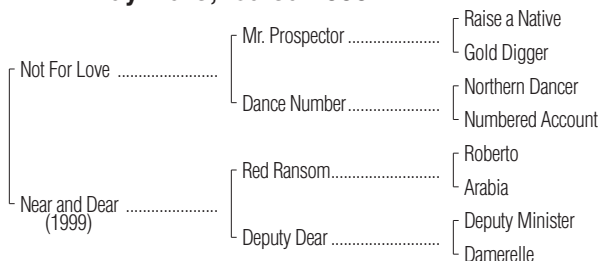 Raise a Native
Mr. Prospector ........................
Gold Digger
Not For Love ........................
Northern Dancer
Dance Number ........................
Numbered Account
Roberto
Red Ransom ........................
Arabia
Near and Dear ........................
(1999)
Deputy Minister
Deputy Dear ........................
Damerelle